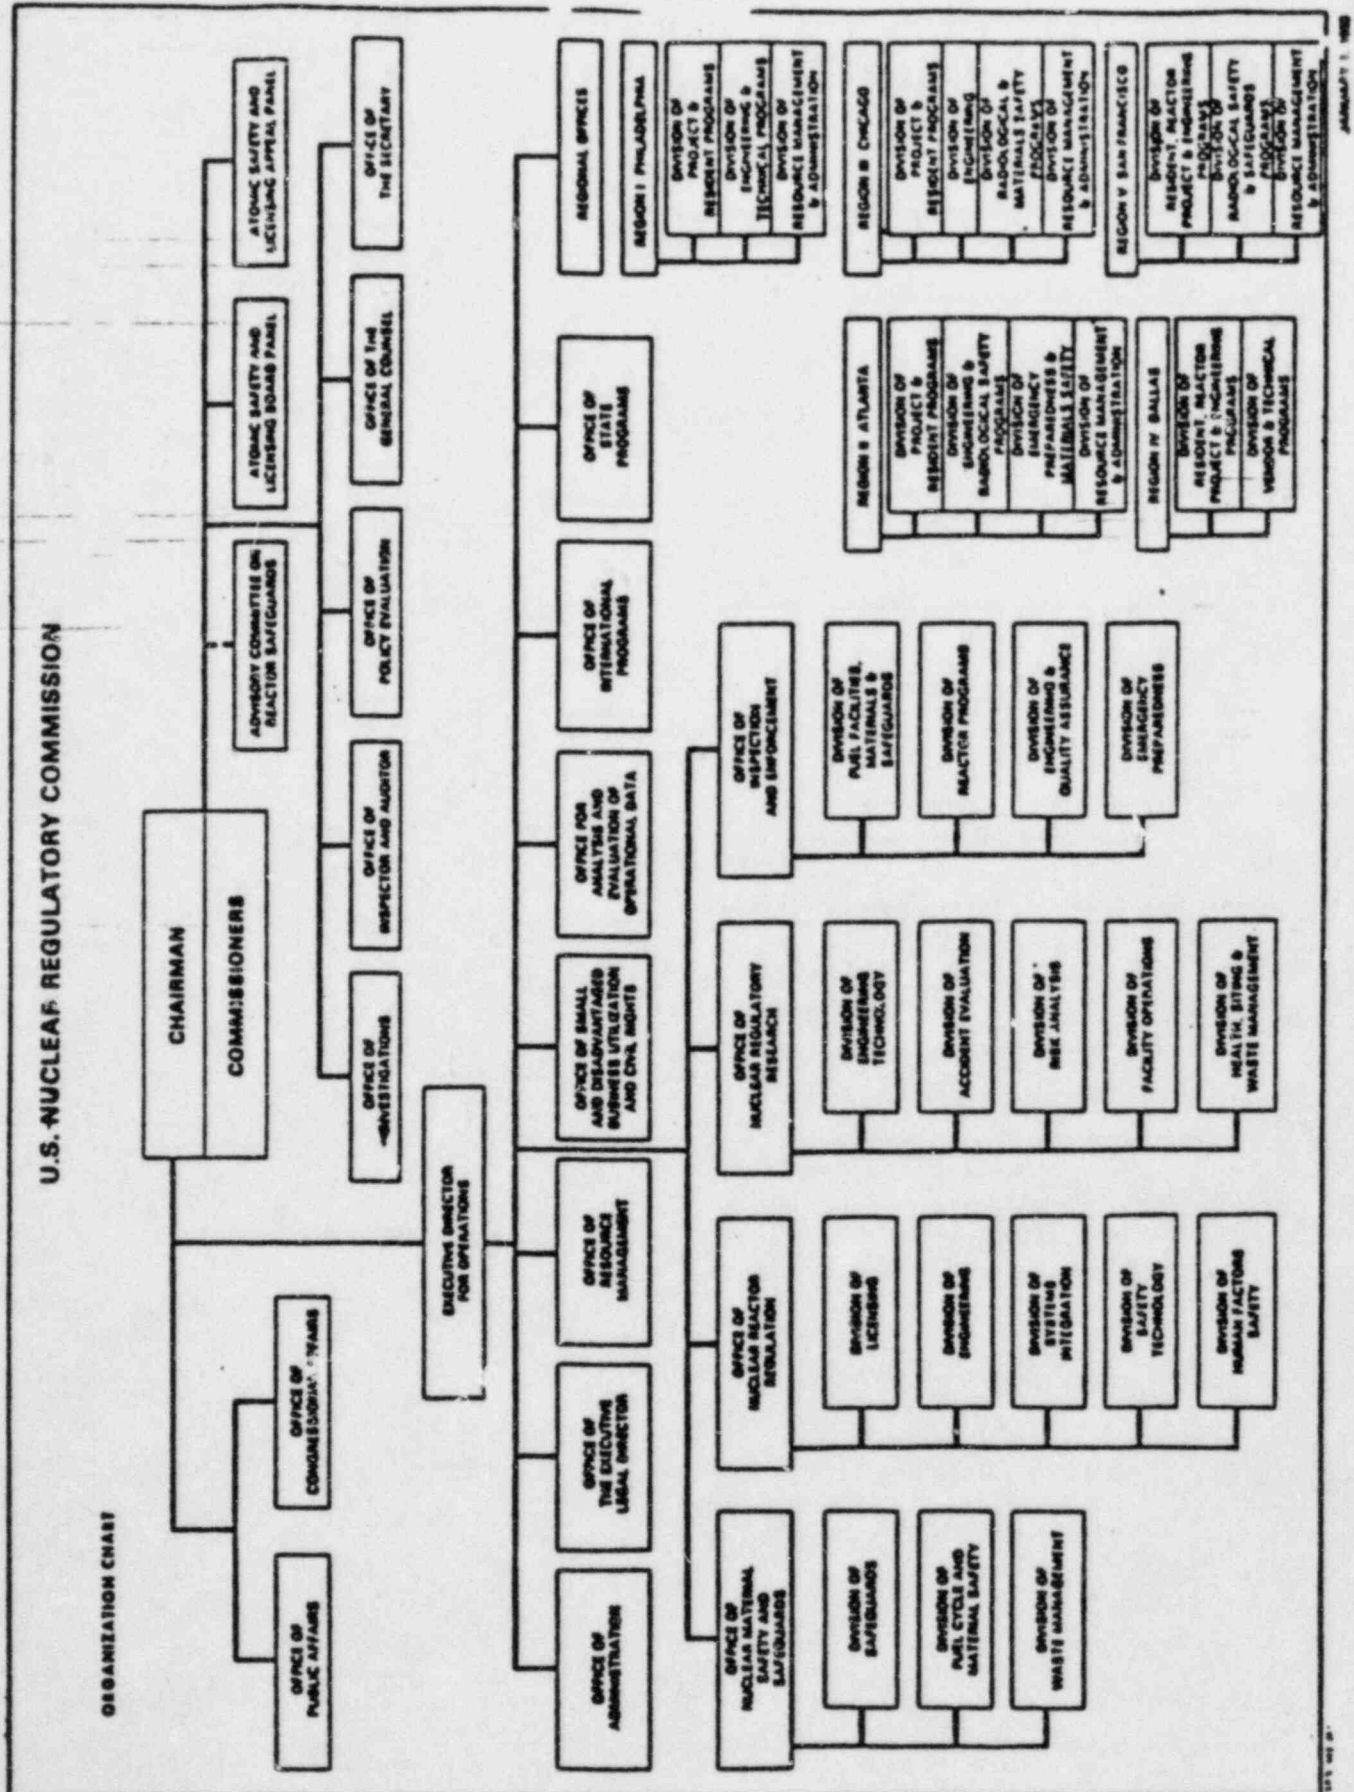 U.S. NUCLEAR REGULATORY COMMISSION
ORGANIZATION CHART
CHAIRMAN
COMMISSIONERS
OFFICE OF
PUBLIC AFFAIRS
OFFICE OF
CONGRESSIONAL AFFAIRS
ADVISORY COMMITTEE ON
REACTOR SAFEGUARDS
ATOMIC SAFETY AND
LICENSING BOARD PANEL
ATOMIC SAFETY AND
LICENSING APPEAL PANEL
OFFICE OF
INVESTIGATIONS
OFFICE OF
INSPECTOR AND AUDITOR
OFFICE OF
POLICY EVALUATION
OFFICE OF THE
GENERAL COUNSEL
OFFICE OF
THE SECRETARY
EXECUTIVE DIRECTOR
FOR OPERATIONS
OFFICE OF
ADMINISTRATION
OFFICE OF
THE EXECUTIVE
LEGAL DIRECTOR
OFFICE OF
RESOURCE
MANAGEMENT
OFFICE OF SMALL
AND DISADVANTAGED
BUSINESS UTILIZATION
AND CIVIL RIGHTS
OFFICE FOR
ANALYSIS AND
EVALUATION OF
OPERATIONAL DATA
OFFICE OF
INTERNATIONAL
PROGRAMS
OFFICE OF
STATE
PROGRAMS
REGIONAL OFFICES
OFFICE OF
NUCLEAR MATERIAL
SAFETY AND
SAFEGUARDS
DIVISION OF
SAFEGUARDS
DIVISION OF
FUEL CYCLE AND
MATERIAL SAFETY
DIVISION OF
WASTE MANAGEMENT
OFFICE OF
NUCLEAR REACTOR
REGULATION
DIVISION OF
LICENSING
DIVISION OF
ENGINEERING
DIVISION OF
SYSTEMS
INTEGRATION
DIVISION OF
SAFETY
TECHNOLOGY
DIVISION OF
HUMAN FACTORS
SAFETY
OFFICE OF
NUCLEAR REGULATORY
RESEARCH
DIVISION OF
ENGINEERING
TECHNOLOGY
DIVISION OF
ACCIDENT EVALUATION
DIVISION OF
RISK ANALYSIS
DIVISION OF
FACILITY OPERATIONS
DIVISION OF
HEALTH, SITING &
WASTE MANAGEMENT
OFFICE OF
INSPECTION
AND ENFORCEMENT
DIVISION OF
FUEL FACILITIES,
MATERIALS &
SAFEGUARDS
DIVISION OF
REACTOR PROGRAMS
DIVISION OF
ENGINEERING &
QUALITY ASSURANCE
DIVISION OF
EMERGENCY
PREPAREDNESS
REGION I PHILADELPHIA
DIVISION OF
PROJECT &
RESIDENT PROGRAMS
DIVISION OF
ENGINEERING &
TECHNICAL PROGRAMS
DIVISION OF
RESOURCE MANAGEMENT
& ADMINISTRATION
REGION II ATLANTA
DIVISION OF
PROJECT &
RESIDENT PROGRAMS
DIVISION OF
ENGINEERING &
RADIOLOGICAL SAFETY
PROGRAMS
DIVISION OF
EMERGENCY
PREPAREDNESS &
MATERIALS SAFETY
DIVISION OF
RESOURCE MANAGEMENT
& ADMINISTRATION
REGION III CHICAGO
DIVISION OF
PROJECT &
RESIDENT PROGRAMS
DIVISION OF
ENGINEERING
DIVISION OF
RADIOLOGICAL &
MATERIALS SAFETY
PROGRAMS
DIVISION OF
RESOURCE MANAGEMENT
& ADMINISTRATION
REGION IV DALLAS
DIVISION OF
RESIDENT, REACTOR
PROJECT & ENGINEERING
PROGRAMS
DIVISION OF
VENDOR & TECHNICAL
PROGRAMS
REGION V SAN FRANCISCO
DIVISION OF
RESIDENT, REACTOR
PROJECT & ENGINEERING
PROGRAMS
DIVISION OF
RADIOLOGICAL SAFETY
& SAFEGUARDS
PROGRAMS
DIVISION OF
RESOURCE MANAGEMENT
& ADMINISTRATION
JANUARY